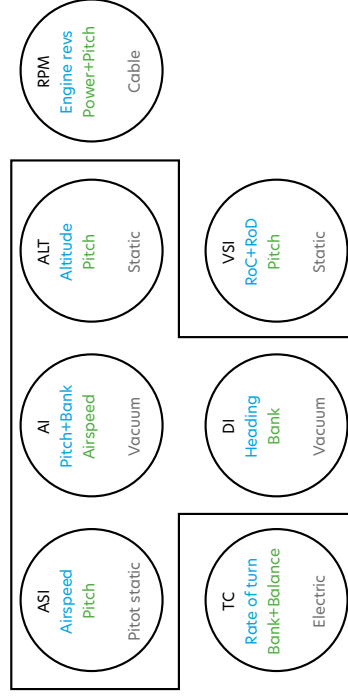 ASI
Airspeed
Pitch
Pitot static
AI
Pitch+Bank
Airspeed
Vacuum
ALT
Altitude
Pitch
Static
RPM
Engine revs
Power+Pitch
Cable
TC
Rate of turn
Bank+Balance
Electric
DI
Heading
Bank
Vacuum
VSI
RoC+RoD
Pitch
Static